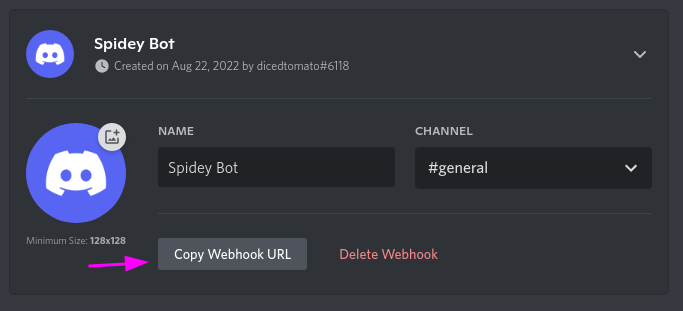 Spidey Bot
Created on Aug 22, 2022 by dicedtomato#6118
NAME
CHANNEL
Spidey Bot
#general
Minimum Size: 128x128
Copy Webhook URL
Delete Webhook